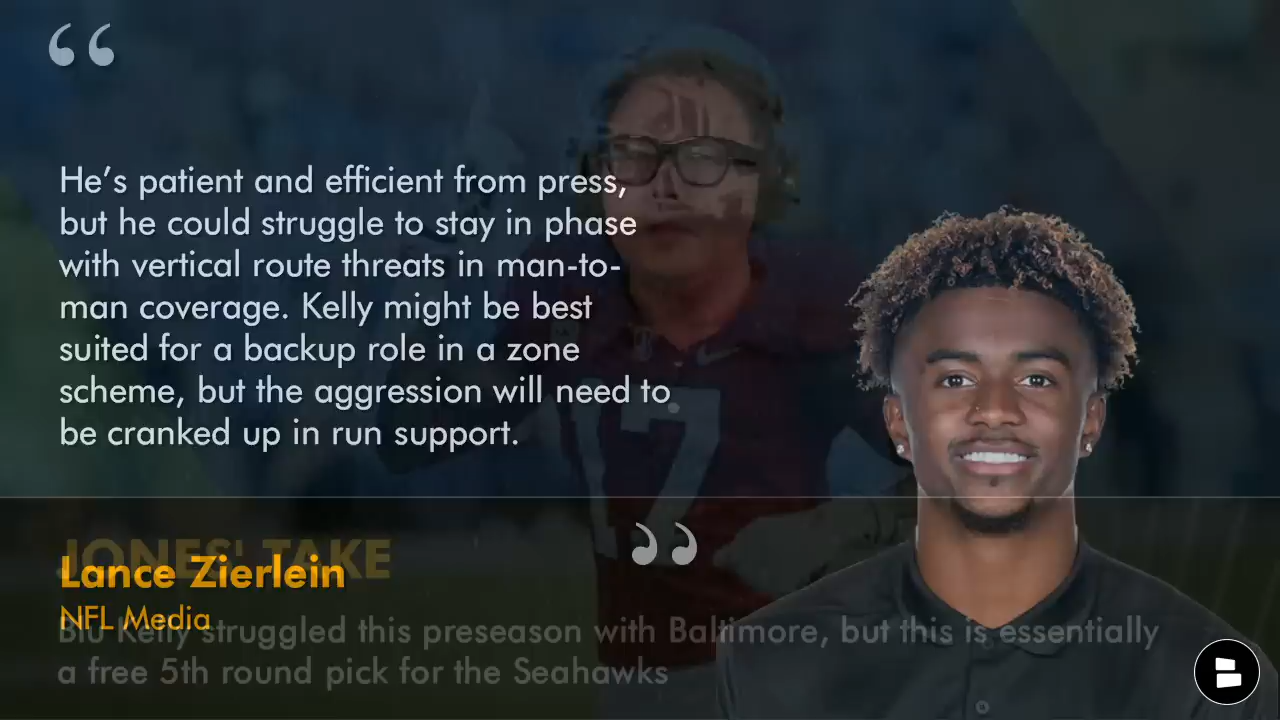 “
He’s patient and efficient from press,
but he could struggle to stay in phase
with vertical route threats in man-to-
man coverage. Kelly might be best
suited for a backup role in a zone
scheme, but the aggression will need to
be cranked up in run support.
”
JONES' TAKE
Lance Zierlein
NFL Media
Blu Kelly struggled this preseason with Baltimore, but this is essentially
a free 5th round pick for the Seahawks
17